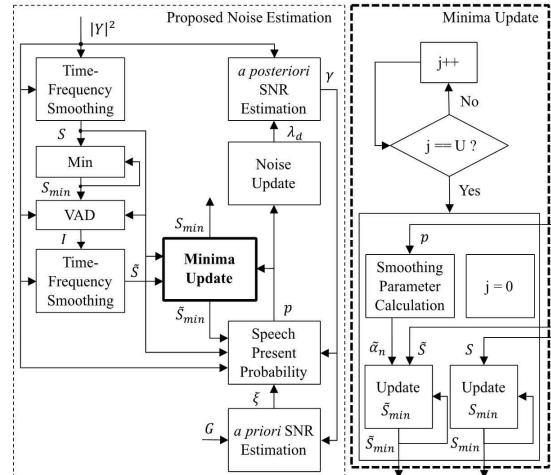 Proposed Noise Estimation
|Y|²
Time-
Frequency
Smoothing
S
Min
S_min
VAD
I
Time-
Frequency
Smoothing
S̃
S_min
Minima
Update
S̃_min
a posteriori
SNR
Estimation
γ
λ_d
Noise
Update
p
Speech
Present
Probability
ξ
G
a priori SNR
Estimation
Minima Update
j++
No
j == U ?
Yes
p
Smoothing
Parameter
Calculation
j = 0
α̃_n
S̃
S
Update
S̃_min
Update
S_min
S̃_min
S_min